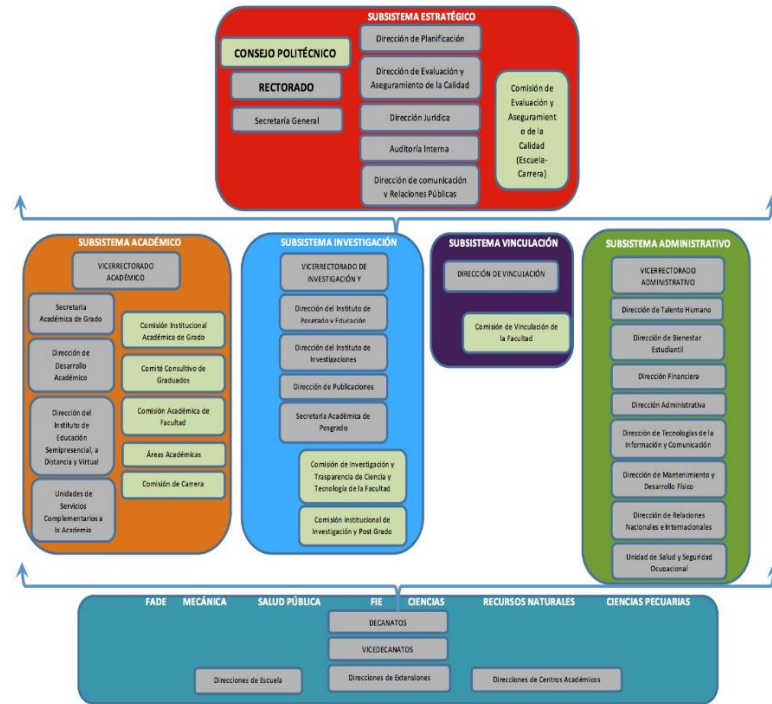 SUBSISTEMA ESTRATÉGICO
CONSEJO POLITÉCNICO
RECTORADO
Secretaría General
Dirección de Planificación
Dirección de Evaluación y
Aseguramiento de la Calidad
Dirección Jurídica
Auditoría Interna
Dirección de comunicación
y Relaciones Públicas
Comisión de
Evaluación y
Aseguramient
o de la
Calidad
(Escuela-
Carrera)
SUBSISTEMA ACADÉMICO
VICERRECTORADO
ACADÉMICO
Secretaría
Académica de Grado
Dirección de
Desarrollo
Académico
Dirección del
Instituto de
Educación
Semipresencial, a
Distancia y Virtual
Unidades de
Servicios
Complementarios a
la Academia
Comisión Institucional
Académica de Grado
Comité Consultivo de
Graduados
Comisión Académica de
Facultad
Áreas Académicas
Comisión de Carrera
SUBSISTEMA INVESTIGACIÓN
VICERRECTORADO DE
INVESTIGACIÓN Y
Dirección del Instituto de
Posgrado y Educación
Dirección del Instituto de
Investigaciones
Dirección de Publicaciones
Secretaría Académica de
Posgrado
Comisión de Investigación y
Trasparencia de Ciencia y
Tecnología de la Facultad
Comisión institucional de
Investigación y Post Grado
SUBSISTEMA VINCULACIÓN
DIRECCIÓN DE VINCULACIÓN
Comisión de Vinculación de
la Facultad
SUBSISTEMA ADMINISTRATIVO
VICERRECTORADO
ADMINISTRATIVO
Dirección de Talento Humano
Dirección de Bienestar
Estudiantil
Dirección Financiera
Dirección Administrativa
Dirección de Tecnologías de la
Información y Comunicación
Dirección de Mantenimiento y
Desarrollo Físico
Dirección de Relaciones
Nacionales e Internacionales
Unidad de Salud y Seguridad
Ocupacional
FADE MECÁNICA SALUD PÚBLICA FIE CIENCIAS RECURSOS NATURALES CIENCIAS PECUARIAS
DECANATOS
VICEDECANATOS
Direcciones de Escuela
Direcciones de Extensiones
Direcciones de Centros Académicos